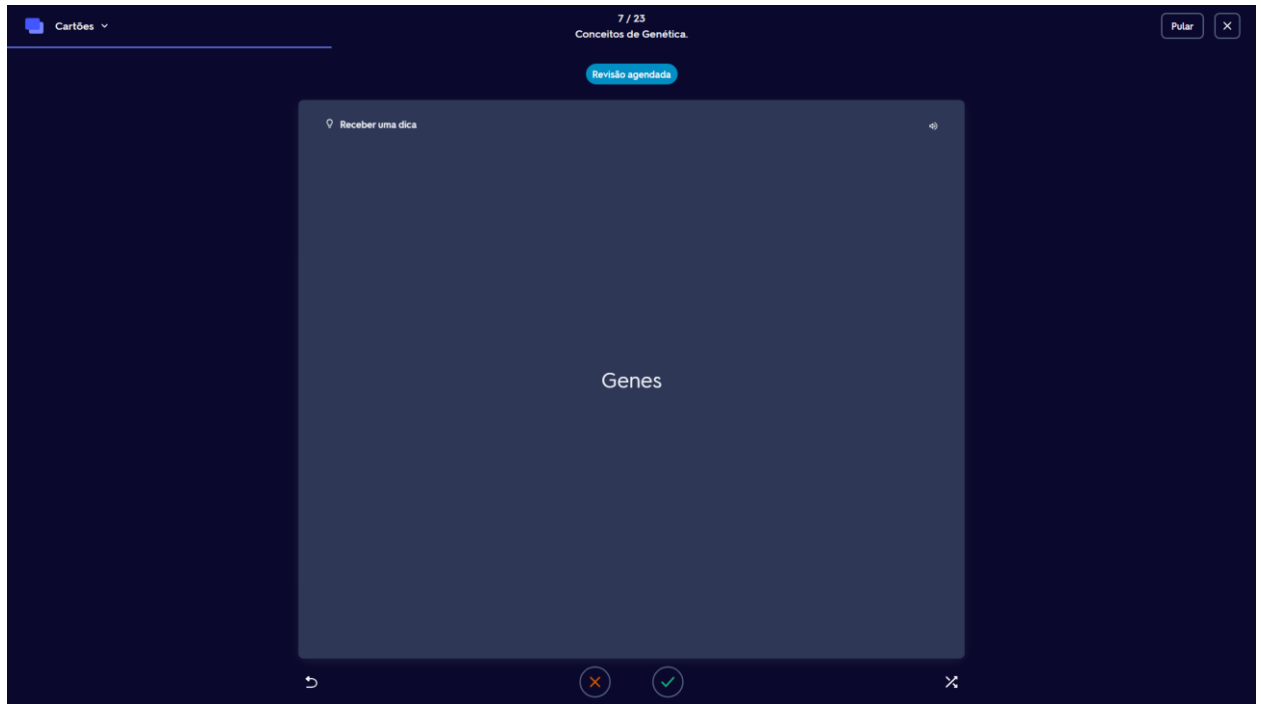 Cartões
7 / 23
Conceitos de Genética.
Pular
Revisão agendada
Receber uma dica
Genes